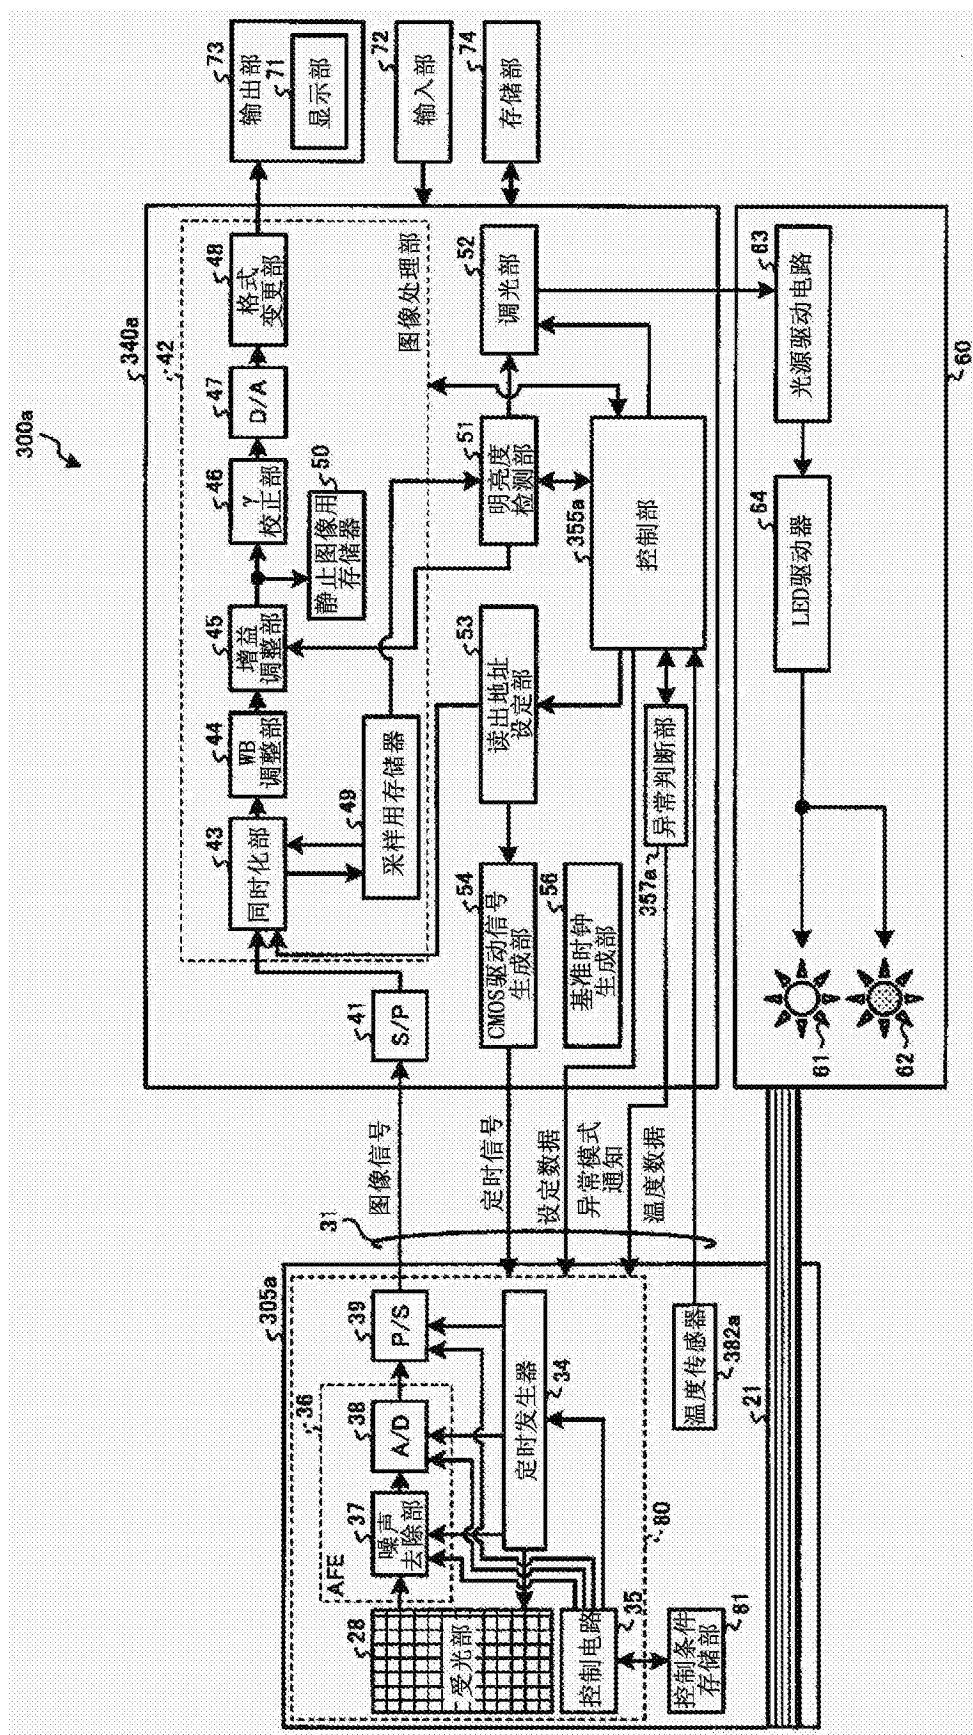 300a
340a
42
43
同时化部
44
WB
调整部
45
增益
调整部
46
γ
校正部
47
D/A
48
格式
变更部
图像处理部
49
采样用存储器
50
静止图像用
存储器
41
S/P
51
明亮度
检测部
52
调光部
53
读出地址
设定部
54
CMOS驱动信号
生成部
56
基准时钟
生成部
355a
控制部
357a
异常判断部
73
输出部
71
显示部
72
输入部
74
存储部
60
63
光源驱动电路
64
LED驱动器
61
62
31
图像信号
定时信号
设定数据
异常模式
通知
温度数据
305a
36
AFE
37
噪声
去除部
38
A/D
39
P/S
28
受光部
定时发生器
34
控制电路
35
80
控制条件
存储部
81
温度传感器
382a
21